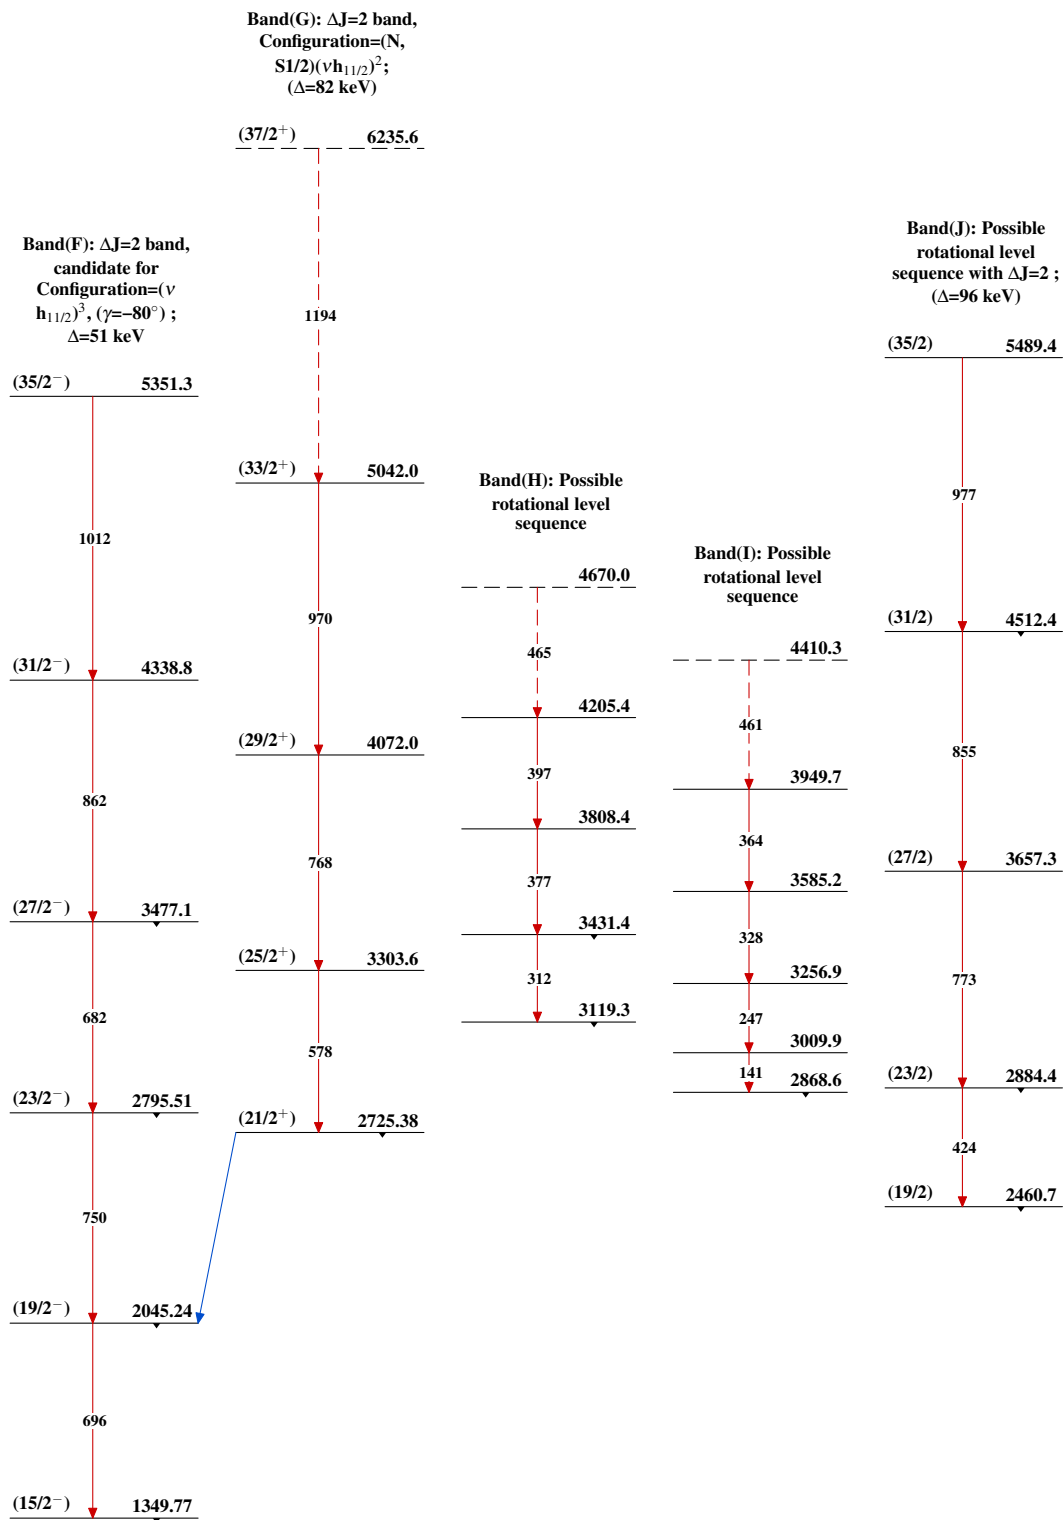 Band(F): ΔJ=2 band,
candidate for
Configuration=(ν
h₁₁/₂)³, (γ=−80°) ;
Δ=51 keV
(35/2⁻) 5351.3
1012
(31/2⁻) 4338.8
862
(27/2⁻) 3477.1
682
(23/2⁻) 2795.51
750
(19/2⁻) 2045.24
696
(15/2⁻) 1349.77
Band(G): ΔJ=2 band,
Configuration=(N,
S1/2)(νh₁₁/₂)²;
(Δ=82 keV)
(37/2⁺) 6235.6
1194
(33/2⁺) 5042.0
970
(29/2⁺) 4072.0
768
(25/2⁺) 3303.6
578
(21/2⁺) 2725.38
Band(H): Possible
rotational level
sequence
4670.0
465
4205.4
397
3808.4
377
3431.4
312
3119.3
Band(I): Possible
rotational level
sequence
4410.3
461
3949.7
364
3585.2
328
3256.9
247
3009.9
141
2868.6
Band(J): Possible
rotational level
sequence with ΔJ=2 ;
(Δ=96 keV)
(35/2) 5489.4
977
(31/2) 4512.4
855
(27/2) 3657.3
773
(23/2) 2884.4
424
(19/2) 2460.7